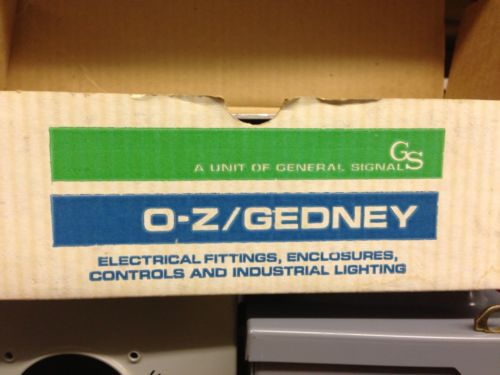 GS
A UNIT OF GENERAL SIGNAL
O-Z/GEDNEY
ELECTRICAL FITTINGS, ENCLOSURES,
CONTROLS AND INDUSTRIAL LIGHTING